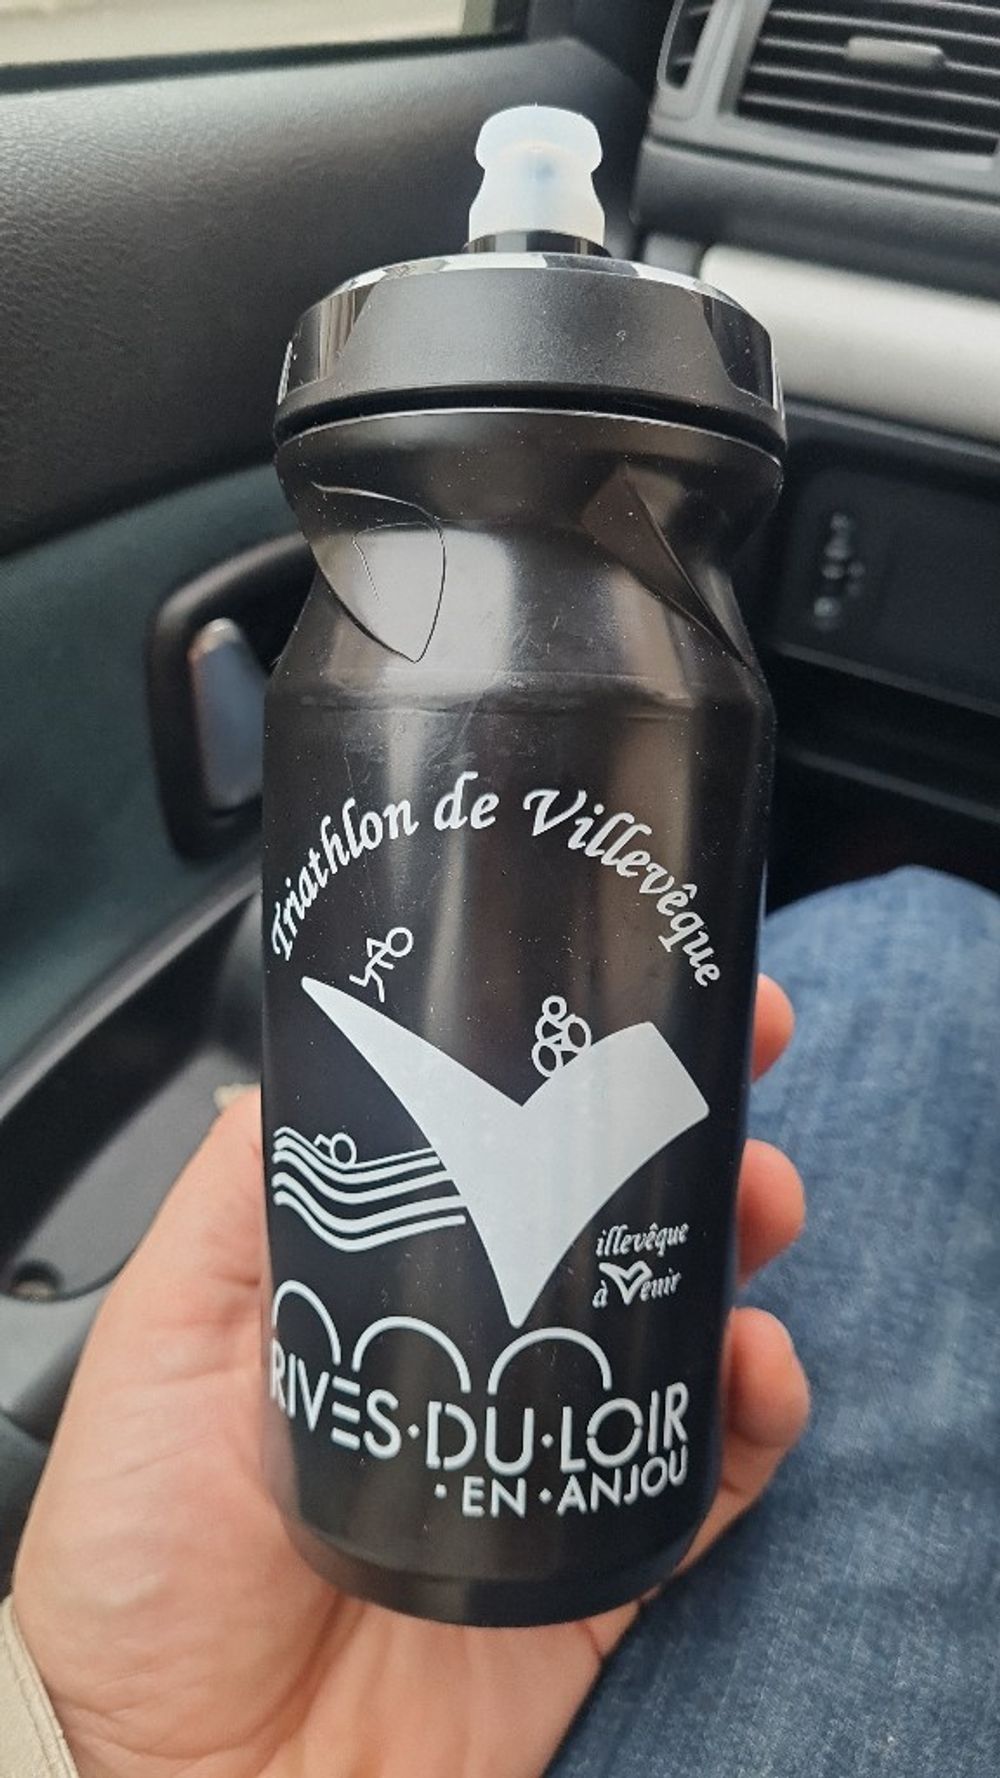 Triathlon de Villevêque
illevêque
à Venir
RIVES·DU·LOIR
·EN·ANJOU